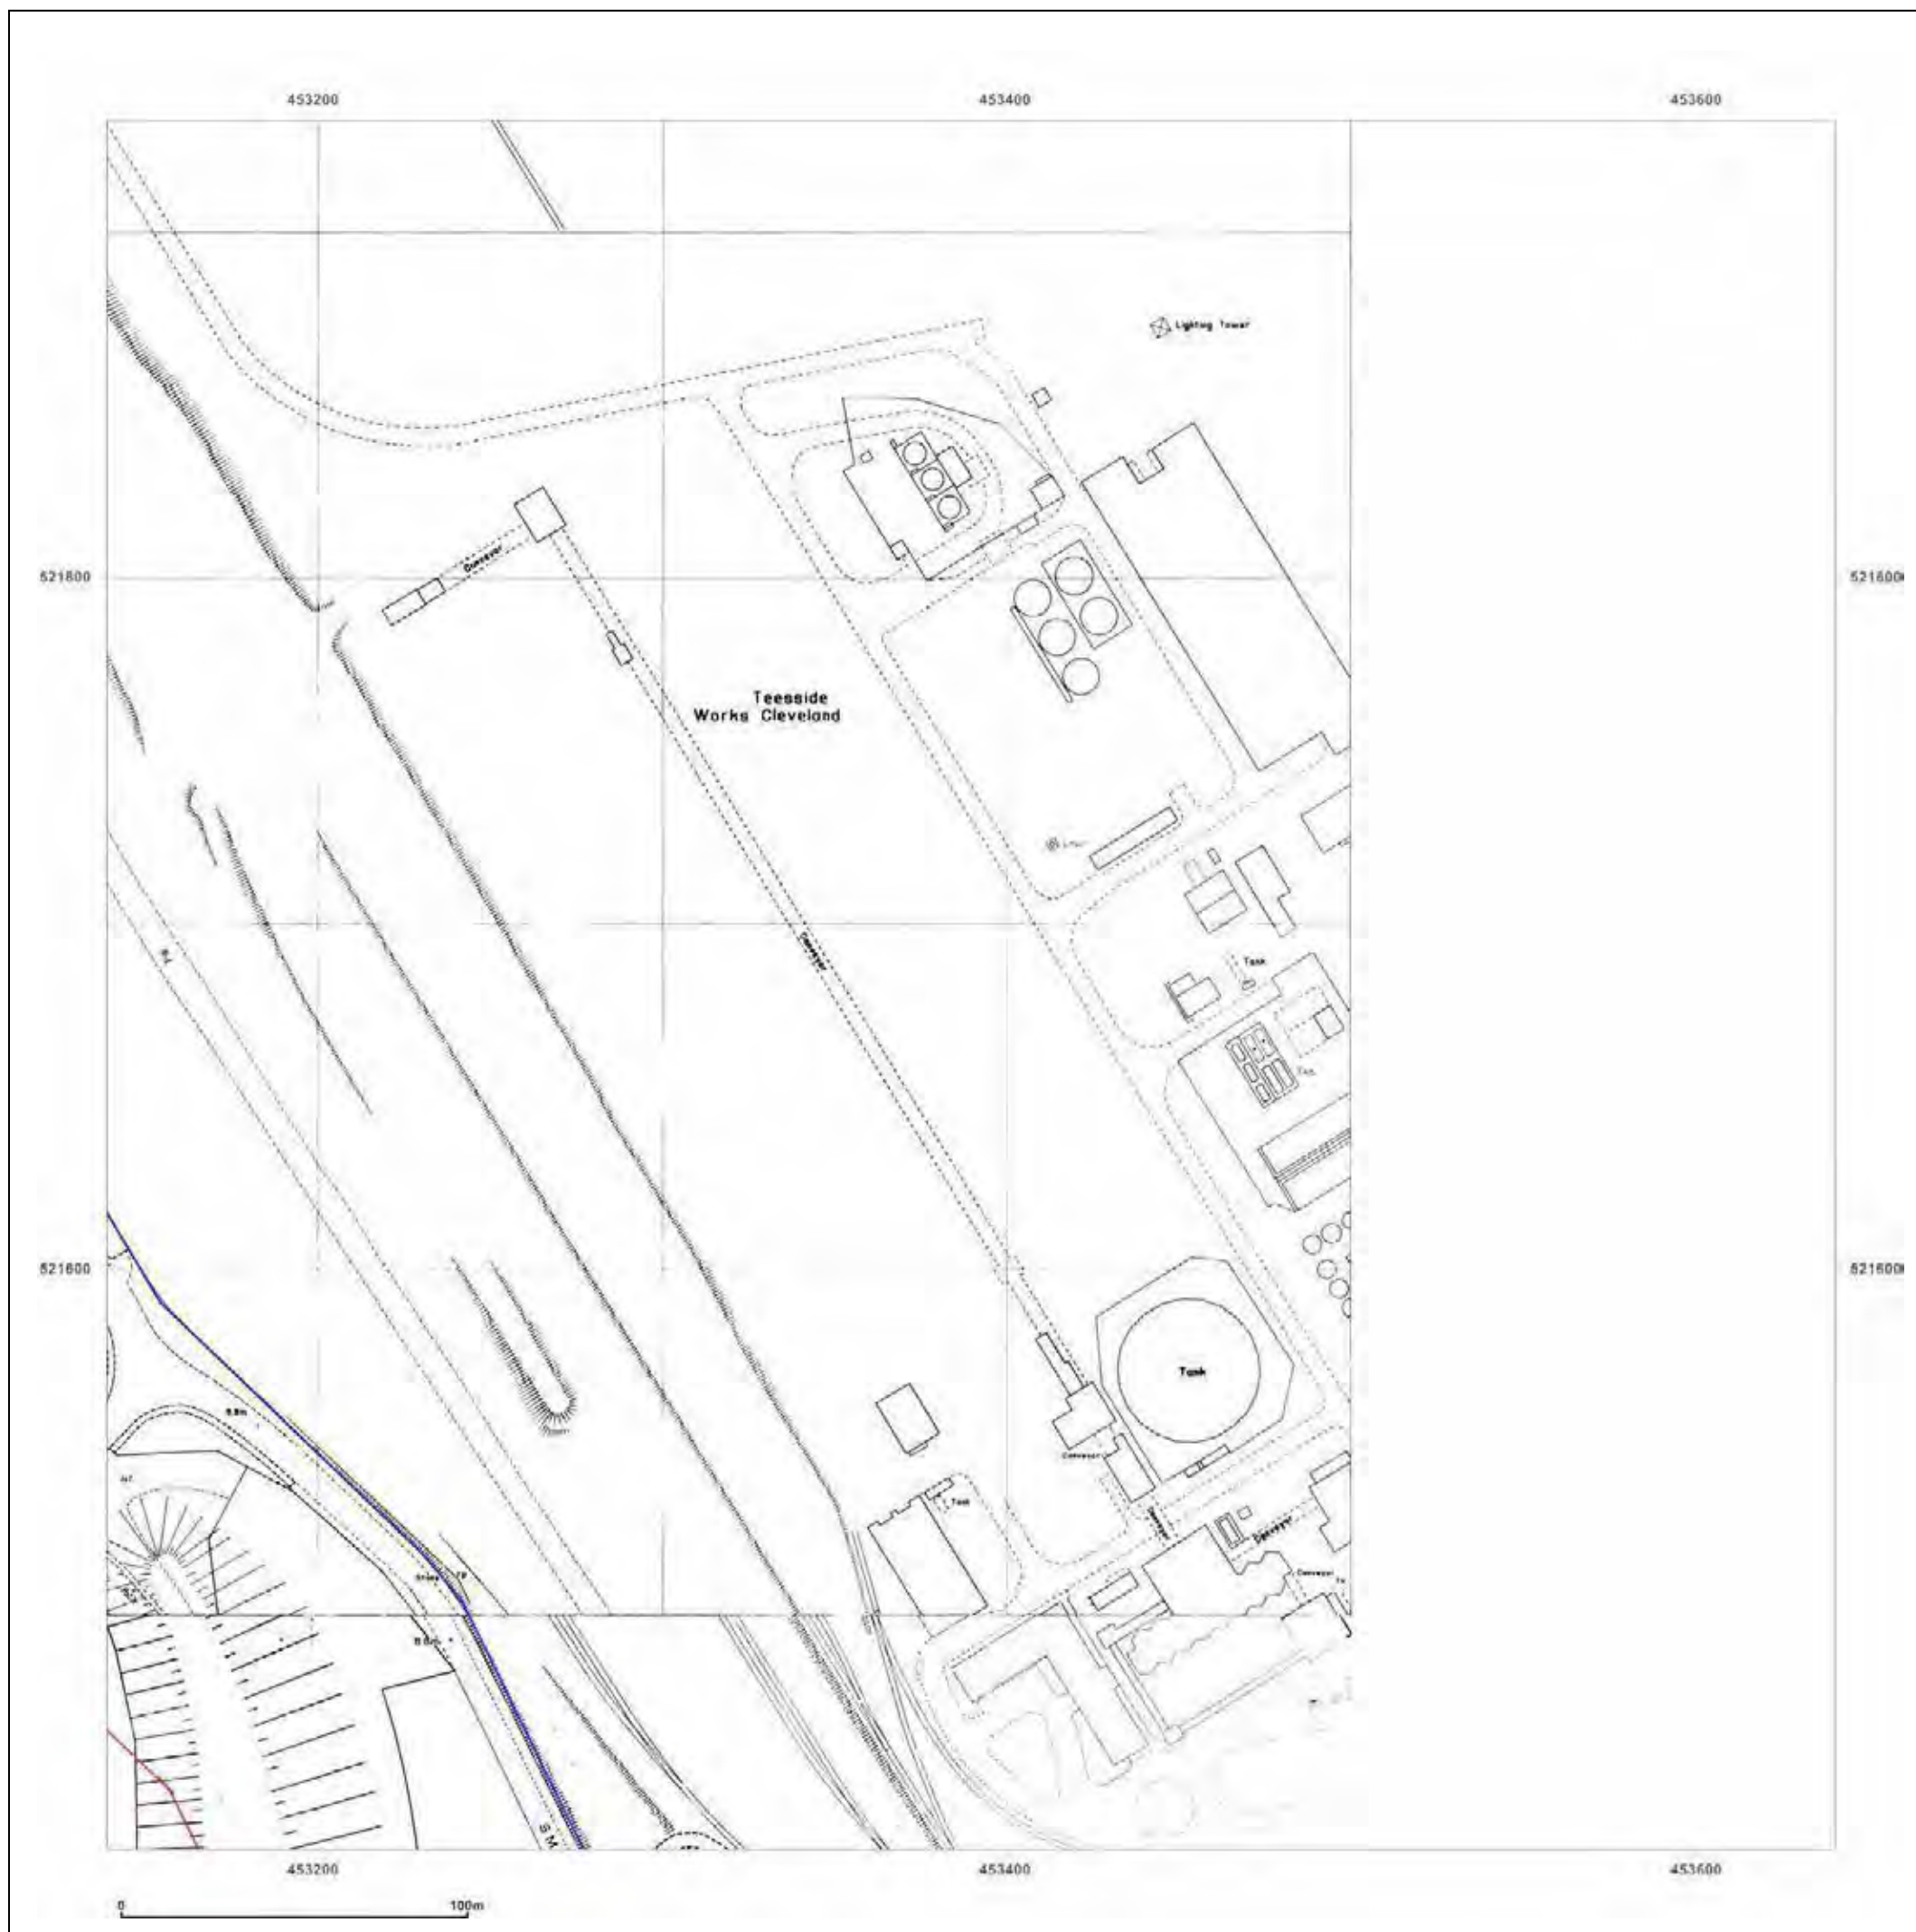 453200
453400
453600
Lighting Tower
Conveyor
521800
Teesside
Works Cleveland
Conveyor
Tank
521600
521600
Tank
Conveyor
Tank
Conveyor
Conveyor
S M
453200
453400
453600
0
100m